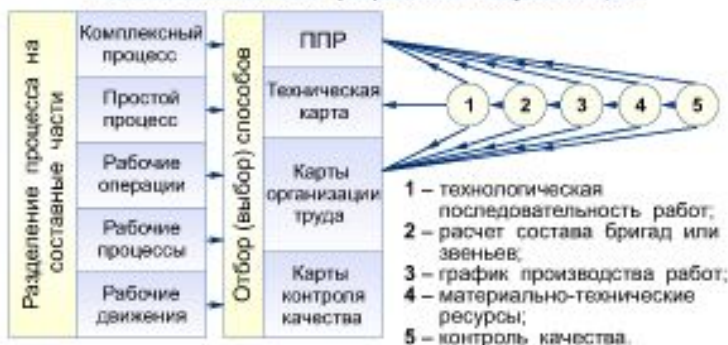 Разделение процесса на
составные части
Комплексный
процесс
Простой
процесс
Рабочие
операции
Рабочие
процессы
Рабочие
движения
Отбор (выбор) способов
ППР
Техническая
карта
Карты
организации
труда
Карты
контроля
качества
1 2 3 4 5
1 – технологическая
последовательность работ;
2 – расчет состава бригад или
звеньев;
3 – график производства работ;
4 – материально-технические
ресурсы;
5 – контроль качества.